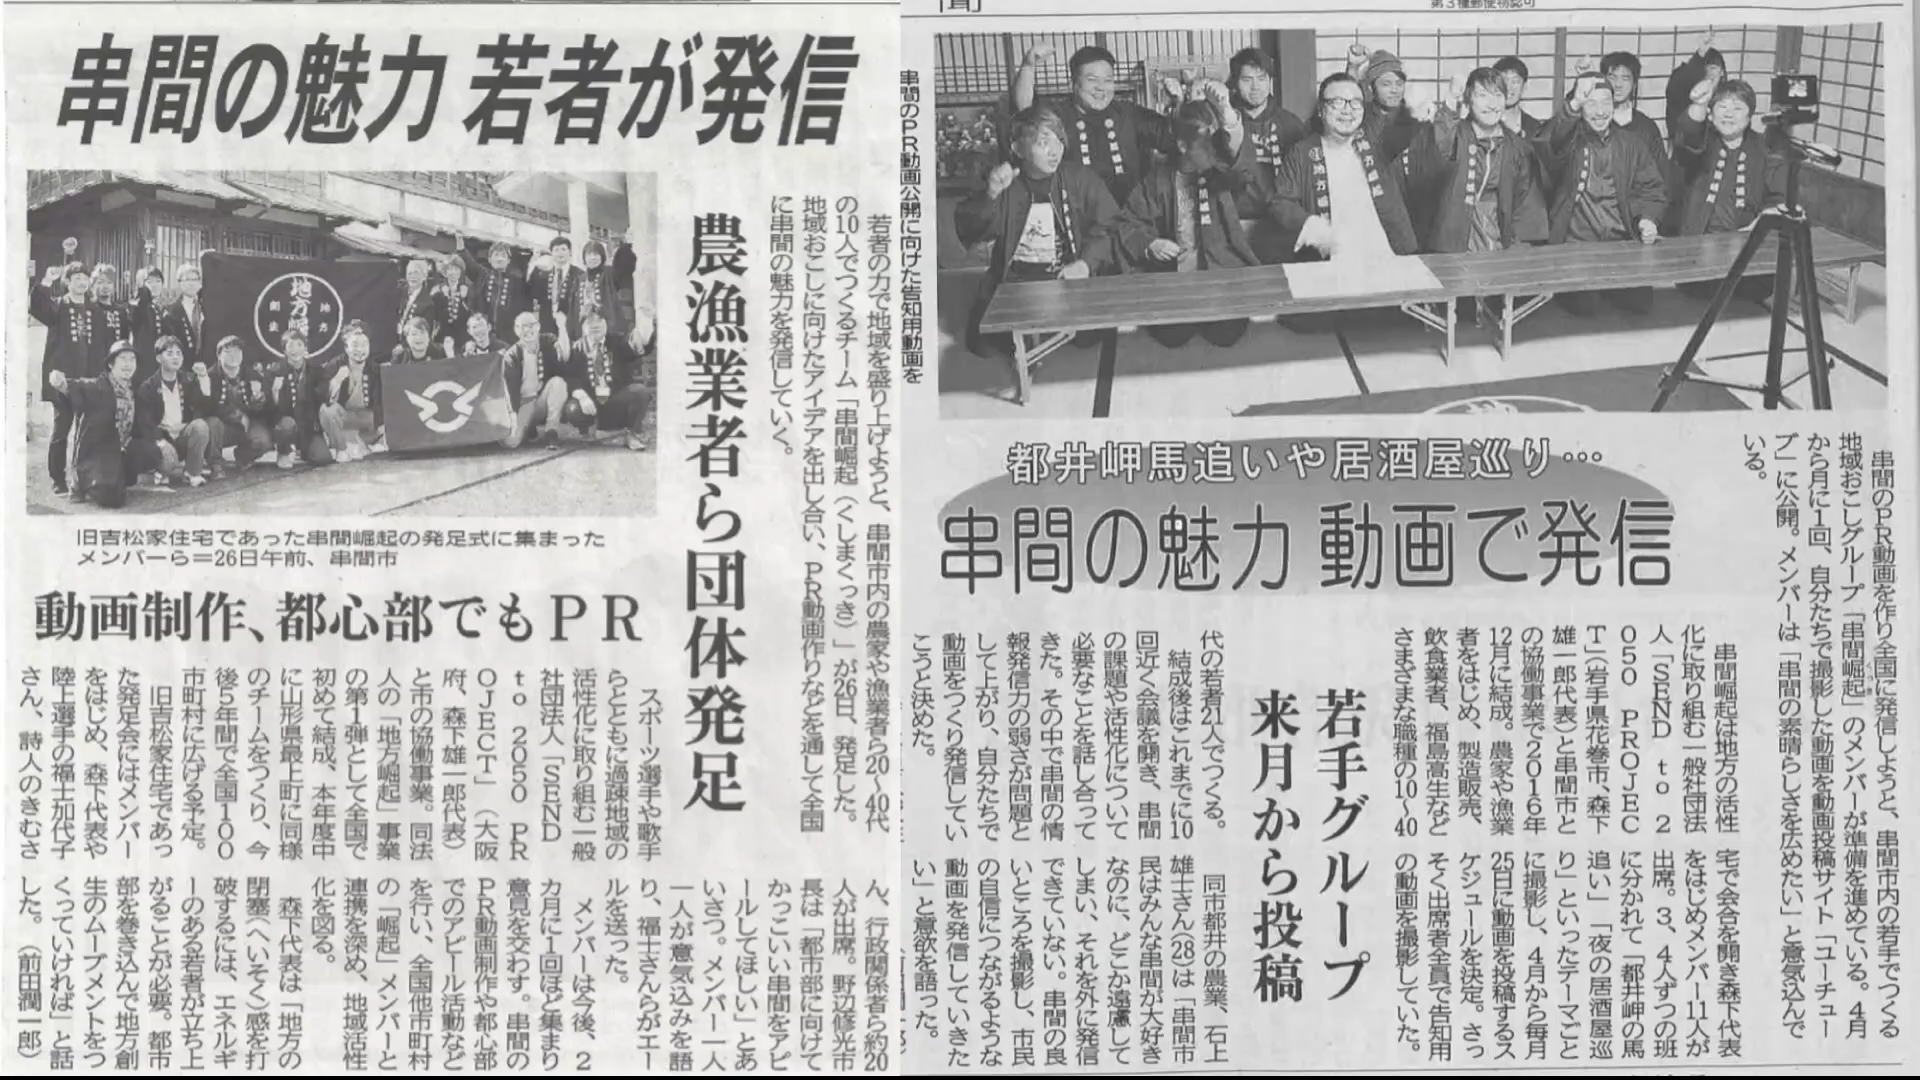 串間の魅力 若者が発信
農漁業者ら団体発足
若者の力で地域を盛り上げようと、串間市内の農家や漁業者ら20~40代
の10人でつくるチーム「串間崛起（くしまくっき）」が26日、発足した。
地域おこしに向けたアイデアを出し合い、PR動画作りなどを通して全国
に串間の魅力を発信していく。
旧吉松家住宅であった串間崛起の発足式に集まった
メンバーら=26日午前、串間市
動画制作、都心部でもPR
スポーツ選手や歌手
らとともに過疎地域の
活性化に取り組む一般
社団法人「SEND
to 2050 PR
OJECT」（大阪
府、森下雄一郎代表）
と市の協働事業。同法
人の「地方崛起」事業
の第1弾として全国で
初めて結成、本年度中
に山形県最上町に同様
のチームをつくり、今
後5年間で全国100
市町村に広げる予定。
旧吉松家住宅であっ
た発足会にはメンバー
をはじめ、森下代表や
陸上選手の福士加代子
さん、詩人のきむさ
ん、行政関係者ら約20
人が出席。野辺修光市
長は「都市部に向けて
かっこいい串間をアピ
ールしてほしい」とあ
いさつ。メンバー一人
一人が意気込みを語
り、福士さんらがエー
ルを送った。
メンバーは今後、2
カ月に1回ほど集まり
意見を交わす。串間の
PR動画制作や都心部
でのアピール活動など
を行い、全国他市町村
の「崛起」メンバーと
連携を深め、地域活性
化を図る。
森下代表は「地方の
閉塞（へいそく）感を打
破するには、エネルギ
ーのある若者が立ち上
がることが必要。都市
部を巻き込んで地方創
生のムーブメントをつ
くっていければ」と話
した。（前田潤一郎）
第3種郵便物認可
串間のPR動画公開に向けた告知用動画を
都井岬馬追いや居酒屋巡り…
串間の魅力 動画で発信
若手グループ
来月から投稿
串間のPR動画を作り全国に発信しようと、串間市内の若手でつくる
地域おこしグループ「串間崛起」のメンバーが準備を進めている。4月
から月に1回、自分たちで撮影した動画を動画投稿サイト「ユーチュー
ブ」に公開。メンバーは「串間の素晴らしさを広めたい」と意気込んで
いる。
串間崛起は地方の活性
化に取り組む一般社団法
人「SEND to 2
050 PROJEC
T」（岩手県花巻市、森下
雄一郎代表）と串間市と
の協働事業で2016年
12月に結成。農家や漁業
者をはじめ、製造販売、
飲食業者、福島高生など
さまざまな職種の10~40
代の若者21人でつくる。
結成後はこれまでに10
回近く会議を開き、串間
の課題や活性化について
必要なことを話し合って
きた。その中で串間の情
報発信力の弱さが問題と
して上がり、自分たちで
動画をつくり発信してい
こうと決めた。
宅で会合を開き森下代表
をはじめメンバー11人が
出席。3、4人ずつの班
に分かれて「都井岬の馬
追い」「夜の居酒屋巡
り」といったテーマごと
に撮影し、4月から毎月
25日に動画を投稿するス
ケジュールを決定。さっ
そく出席者全員で告知用
の動画を撮影していた。
同市都井の農業、石上
雄士さん（28）は「串間市
民はみんな串間が大好き
なのに、どこか遠慮して
しまい、それを外に発信
できていない。串間の良
いところを撮影し、市民
の自信につながるような
動画を発信していきた
い」と意欲を語った。